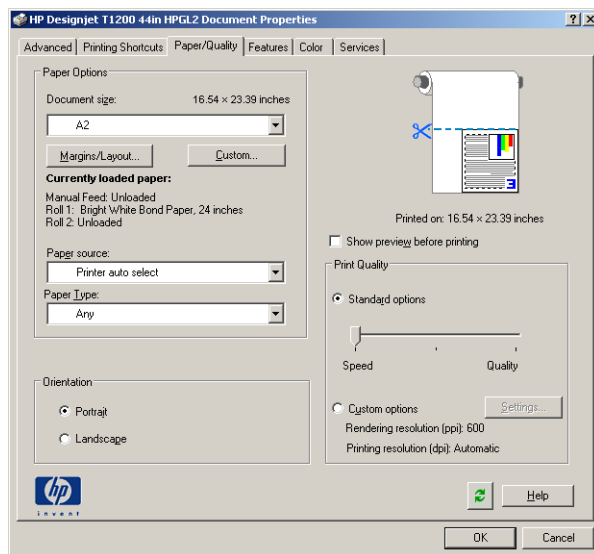 HP Designjet T1200 44in HPGL2 Document Properties
Advanced Printing Shortcuts Paper/Quality Features Color Services
Paper Options
Document size: 16.54 × 23.39 inches
A2
Margins/Layout... Custom...
Currently loaded paper:
Manual Feed: Unloaded
Roll 1: Bright White Bond Paper, 24 inches
Roll 2: Unloaded
Paper source:
Printer auto select
Paper Type:
Any
Orientation
Portrait
Landscape
3
Printed on: 16.54 × 23.39 inches
Show preview before printing
Print Quality
Standard options
Speed Quality
Custom options Settings...
Rendering resolution (ppi): 600
Printing resolution (dpi): Automatic
hp
invent
Help
OK Cancel